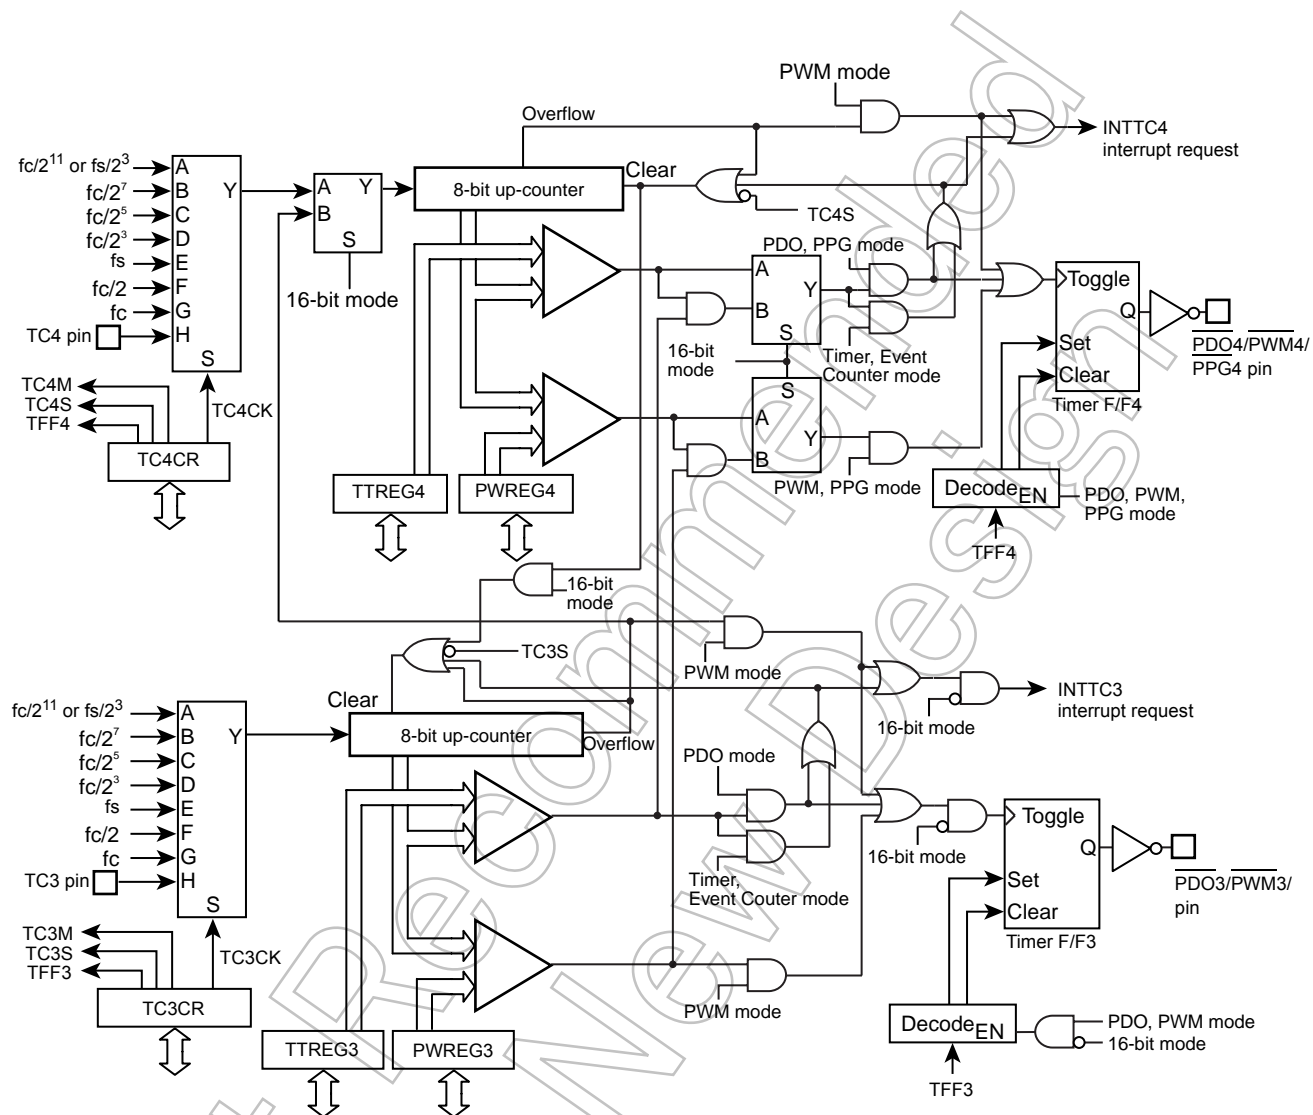 PWM mode
Overflow
INTTC4
interrupt request
fc/2¹¹ or fs/2³
fc/2⁷
fc/2⁵
fc/2³
fs
fc/2
fc
TC4 pin
A
B
C
D
E
F
G
H
Y
S
A
B
Y
S
16-bit mode
8-bit up-counter
Clear
TC4S
PDO, PPG mode
A
B
Y
S
16-bit
mode
Timer, Event
Counter mode
S
A
B
Y
PWM, PPG mode
Toggle
Q
Set
Clear
Timer F/F4
PDO4/PWM4/
PPG4 pin
Decode EN
PDO, PWM,
PPG mode
TFF4
TC4M
TC4S
TFF4
TC4CK
TC4CR
TTREG4
PWREG4
16-bit
mode
TC3S
PWM mode
16-bit mode
INTTC3
interrupt request
fc/2¹¹ or fs/2³
fc/2⁷
fc/2⁵
fc/2³
fs
fc/2
fc
TC3 pin
A
B
C
D
E
F
G
H
Y
S
Clear
8-bit up-counter
Overflow
PDO mode
Timer,
Event Couter mode
16-bit mode
Toggle
Q
Set
Clear
Timer F/F3
PDO3/PWM3/
pin
PWM mode
TC3M
TC3S
TFF3
TC3CK
TC3CR
TTREG3
PWREG3
Decode EN
PDO, PWM mode
16-bit mode
TFF3
Recommended
New Design